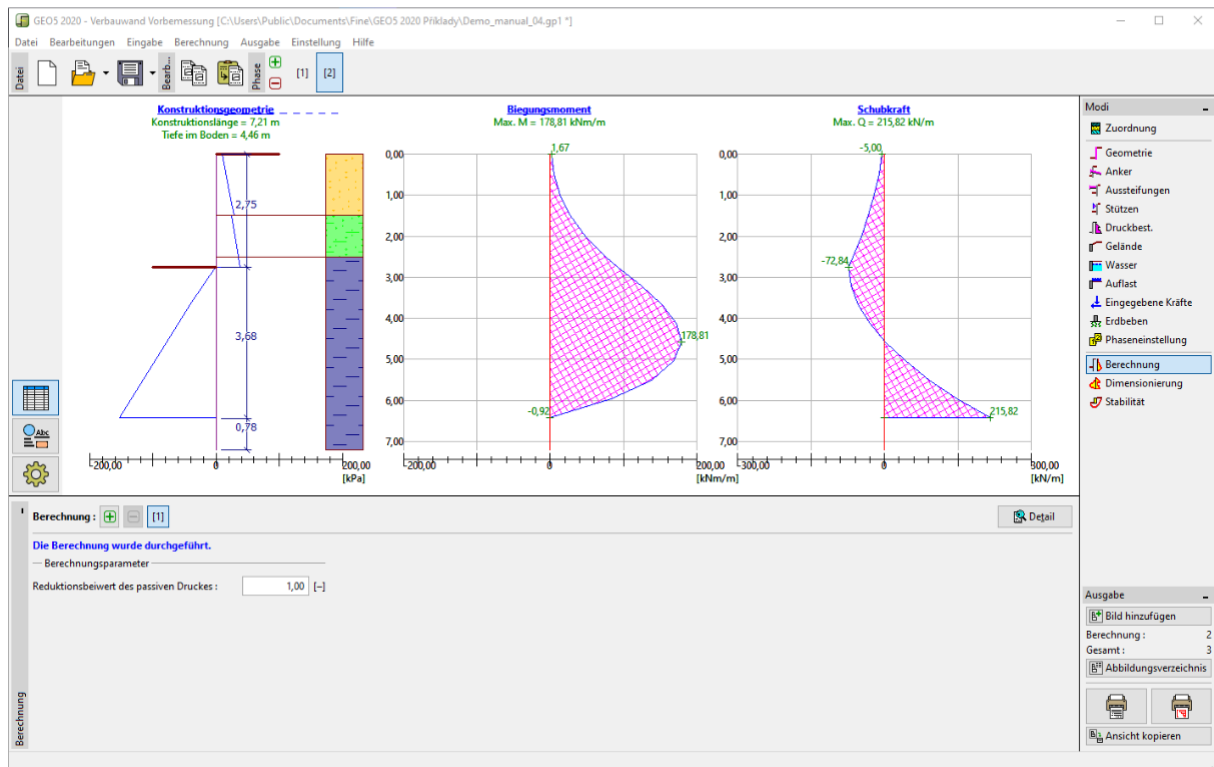 GEO5 2020 - Verbauwand Vorbemessung [C:\Users\Public\Documents\Fine\GEO5 2020 Příklady\Demo_manual_04.gp1 *]
Datei Bearbeitungen Eingabe Berechnung Ausgabe Einstellung Hilfe
Datei
Bearb...
Phase
[1] [2]
Konstruktionsgeometrie
Konstruktionslänge = 7,21 m
Tiefe im Boden = 4,46 m
2,75
3,68
0,78
-200,00 0 200,00
[kPa]
Biegungsmoment
Max. M = 178,81 kNm/m
0,00
1,00
2,00
3,00
4,00
5,00
6,00
7,00
1,67
178,81
-0,92
-200,00 0 200,00
[kNm/m]
Schubkraft
Max. Q = 215,82 kN/m
0,00
1,00
2,00
3,00
4,00
5,00
6,00
7,00
-5,00
-72,84
215,82
-300,00 0 300,00
[kN/m]
Modi
Zuordnung
Geometrie
Anker
Aussteifungen
Stützen
Druckbest.
Gelände
Wasser
Auflast
Eingegebene Kräfte
Erdbeben
Phaseneinstellung
Berechnung
Dimensionierung
Stabilität
Abc
Berechnung : [1]
Detail
Die Berechnung wurde durchgeführt.
Berechnungsparameter
Reduktionsbeiwert des passiven Druckes : 1,00 [–]
Berechnung
Ausgabe
Bild hinzufügen
Berechnung : 2
Gesamt : 3
Abbildungsverzeichnis
Ansicht kopieren